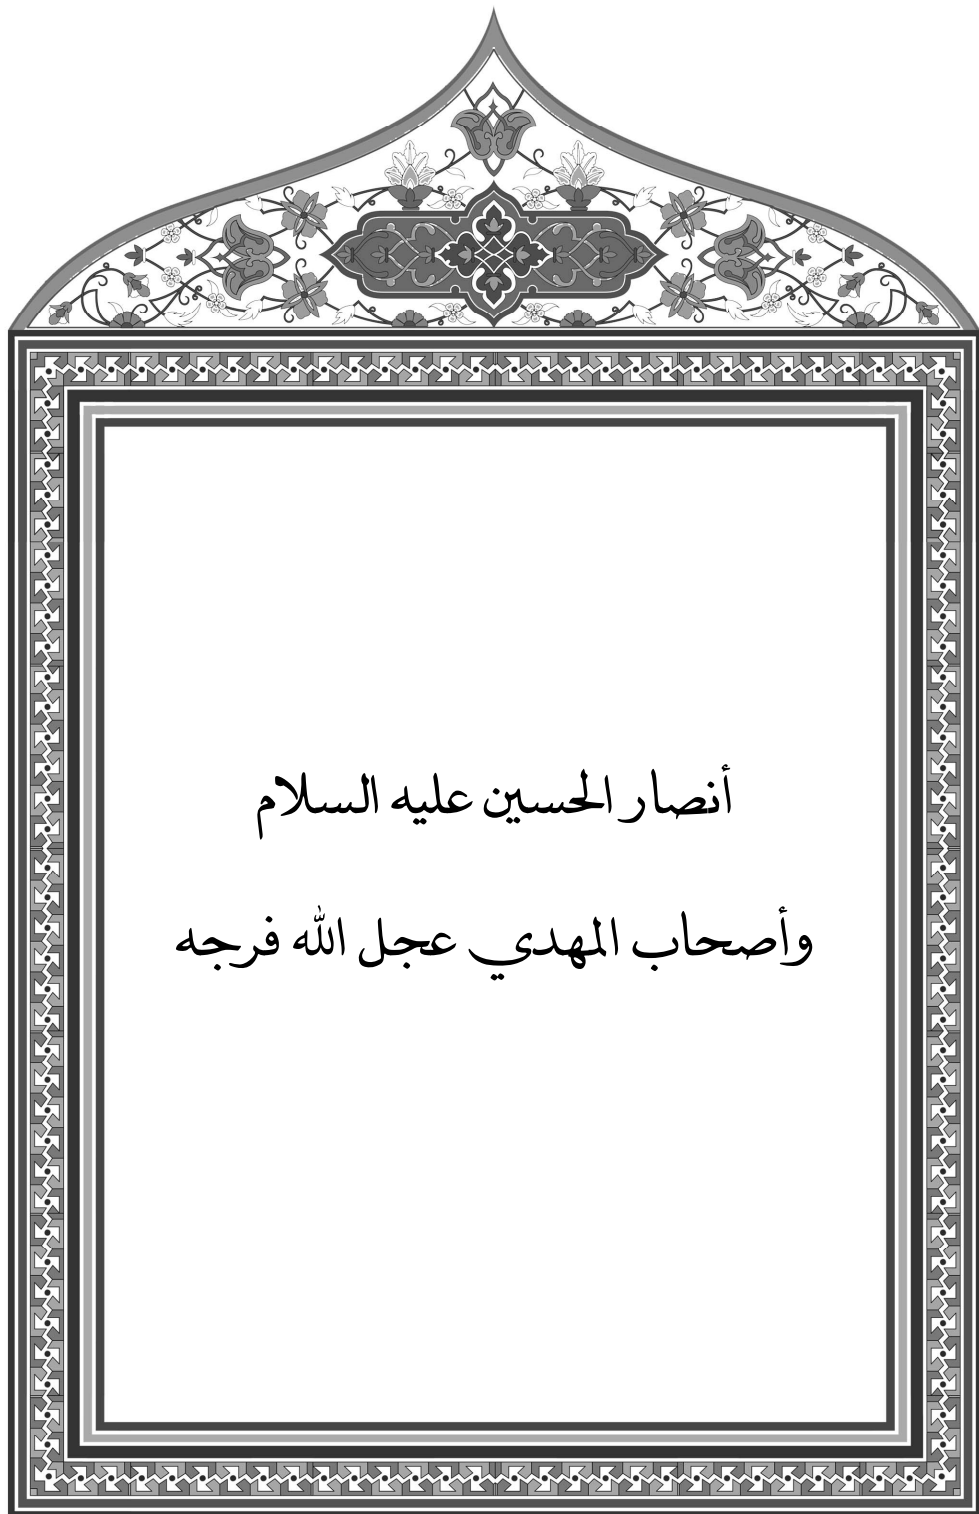 أنصار الحسين عليه السلام
وأصحاب المهدي عجل الله فرجه